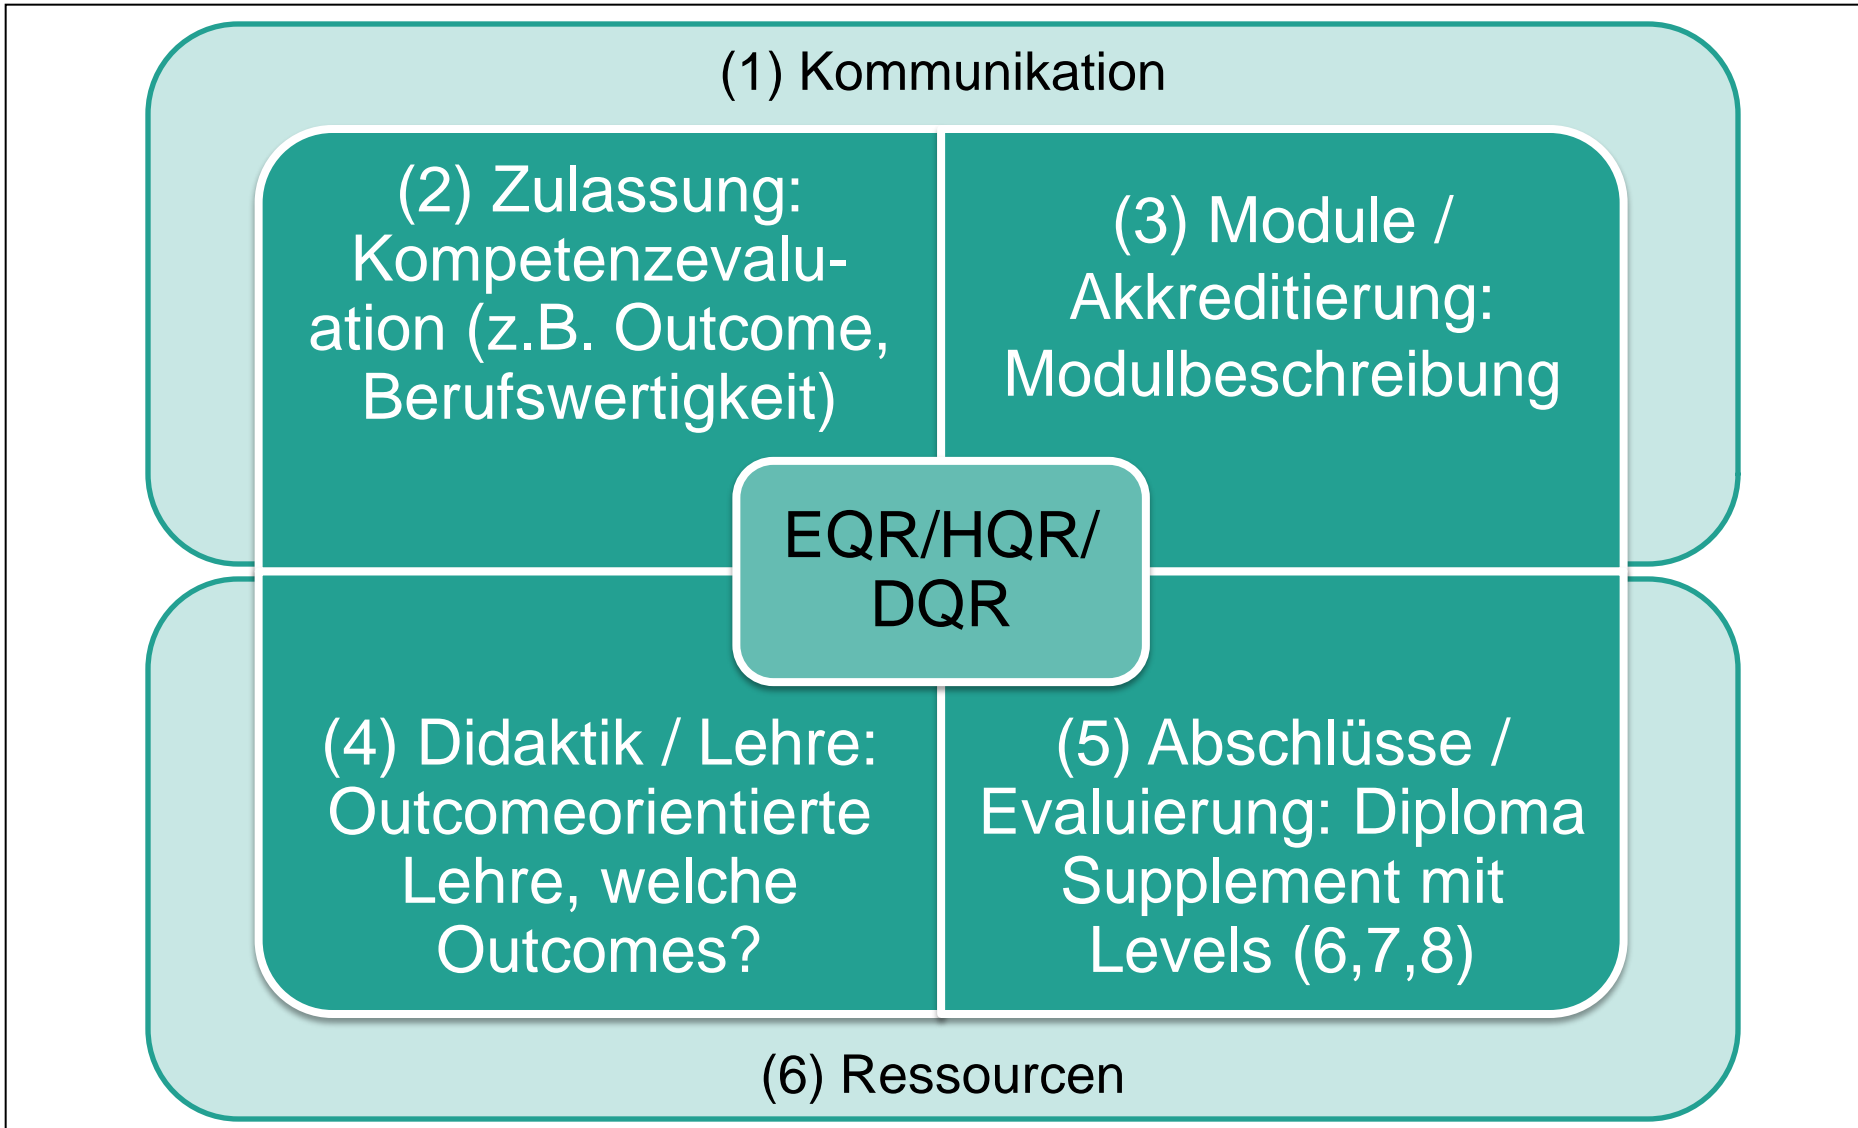 (1) Kommunikation
(2) Zulassung:
Kompetenzevalu-
ation (z.B. Outcome,
Berufswertigkeit)
(3) Module /
Akkreditierung:
Modulbeschreibung
EQR/HQR/
DQR
(4) Didaktik / Lehre:
Outcomeorientierte
Lehre, welche
Outcomes?
(5) Abschlüsse /
Evaluierung: Diploma
Supplement mit
Levels (6,7,8)
(6) Ressourcen